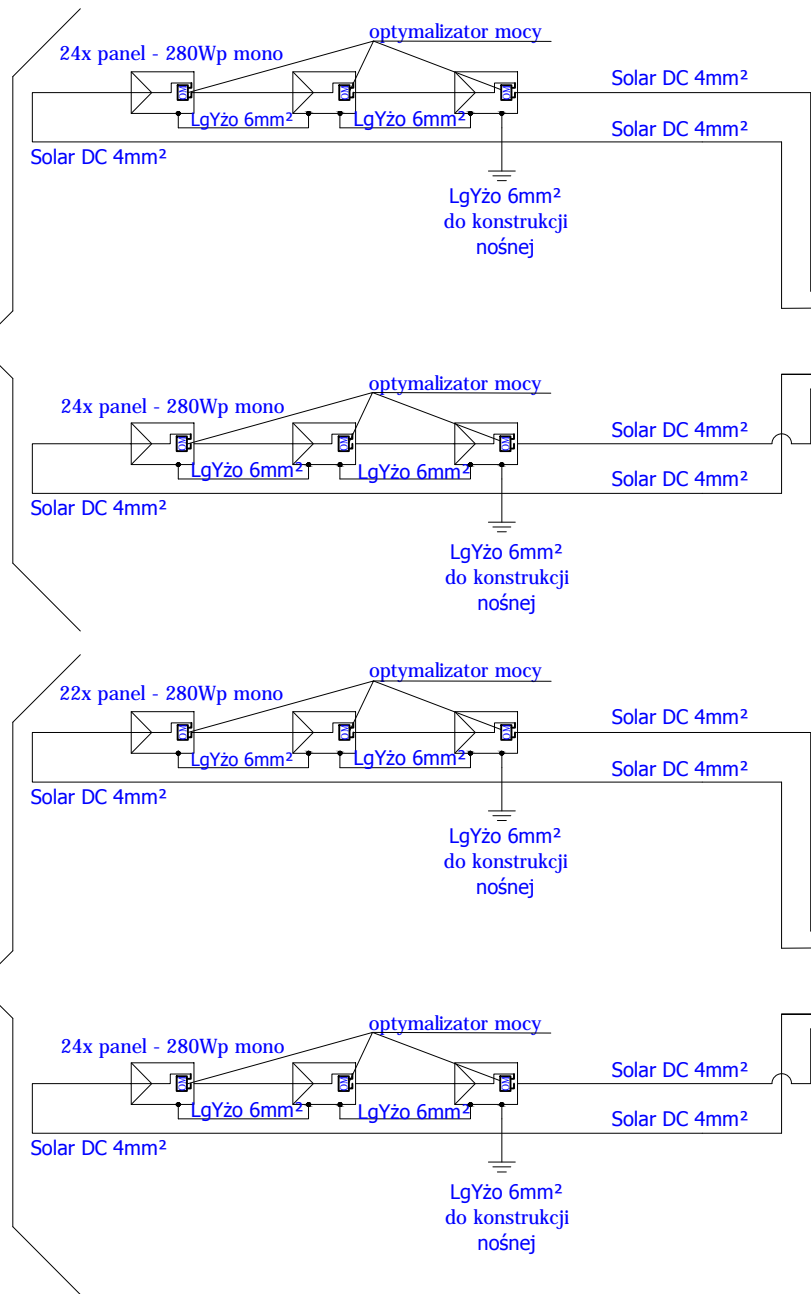 optymalizator mocy
24x panel - 280Wp mono
Solar DC 4mm²
LgYżo 6mm² LgYżo 6mm²
Solar DC 4mm²
Solar DC 4mm²
LgYżo 6mm²
do konstrukcji
nośnej
optymalizator mocy
24x panel - 280Wp mono
Solar DC 4mm²
LgYżo 6mm² LgYżo 6mm²
Solar DC 4mm²
Solar DC 4mm²
LgYżo 6mm²
do konstrukcji
nośnej
optymalizator mocy
22x panel - 280Wp mono
Solar DC 4mm²
LgYżo 6mm² LgYżo 6mm²
Solar DC 4mm²
Solar DC 4mm²
LgYżo 6mm²
do konstrukcji
nośnej
optymalizator mocy
24x panel - 280Wp mono
Solar DC 4mm²
LgYżo 6mm² LgYżo 6mm²
Solar DC 4mm²
Solar DC 4mm²
LgYżo 6mm²
do konstrukcji
nośnej